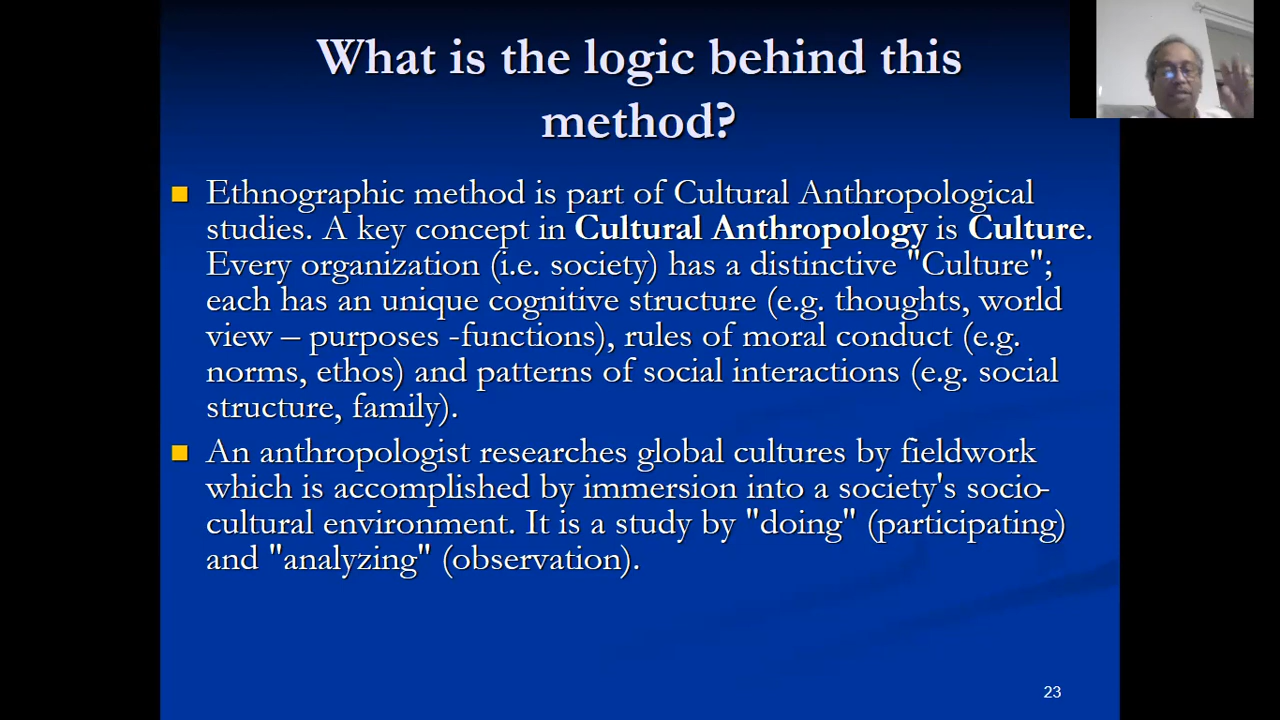 What is the logic behind this
method?
Ethnographic method is part of Cultural Anthropological
studies. A key concept in Cultural Anthropology is Culture.
Every organization (i.e. society) has a distinctive "Culture";
each has an unique cognitive structure (e.g. thoughts, world
view – purposes -functions), rules of moral conduct (e.g.
norms, ethos) and patterns of social interactions (e.g. social
structure, family).
An anthropologist researches global cultures by fieldwork
which is accomplished by immersion into a society's socio-
cultural environment. It is a study by "doing" (participating)
and "analyzing" (observation).
23